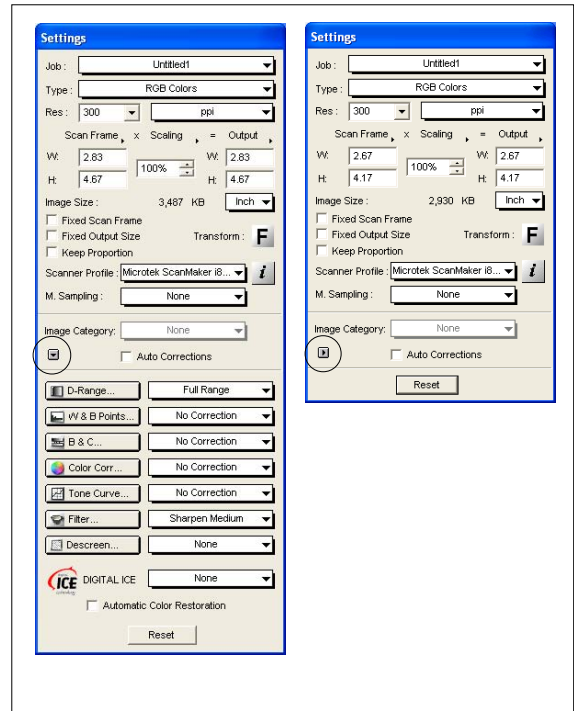 Settings
Job : Untitled1
Type : RGB Colors
Res : 300 ppi
Scan Frame x Scaling = Output
W: 2.83 100% W: 2.83
H: 4.67 H: 4.67
Image Size : 3,487 KB Inch
Fixed Scan Frame
Fixed Output Size Transform : F
Keep Proportion
Scanner Profile : Microtek ScanMaker i8... i
M. Sampling : None
Image Category: None
Auto Corrections
D-Range... Full Range
W & B Points... No Correction
B & C... No Correction
Color Corr... No Correction
Tone Curve... No Correction
Filter... Sharpen Medium
Descreen... None
ICE DIGITAL ICE None
Automatic Color Restoration
Reset
Settings
Job : Untitled1
Type : RGB Colors
Res : 300 ppi
Scan Frame x Scaling = Output
W: 2.67 100% W: 2.67
H: 4.17 H: 4.17
Image Size : 2,930 KB Inch
Fixed Scan Frame
Fixed Output Size Transform : F
Keep Proportion
Scanner Profile : Microtek ScanMaker i8... i
M. Sampling : None
Image Category: None
Auto Corrections
Reset